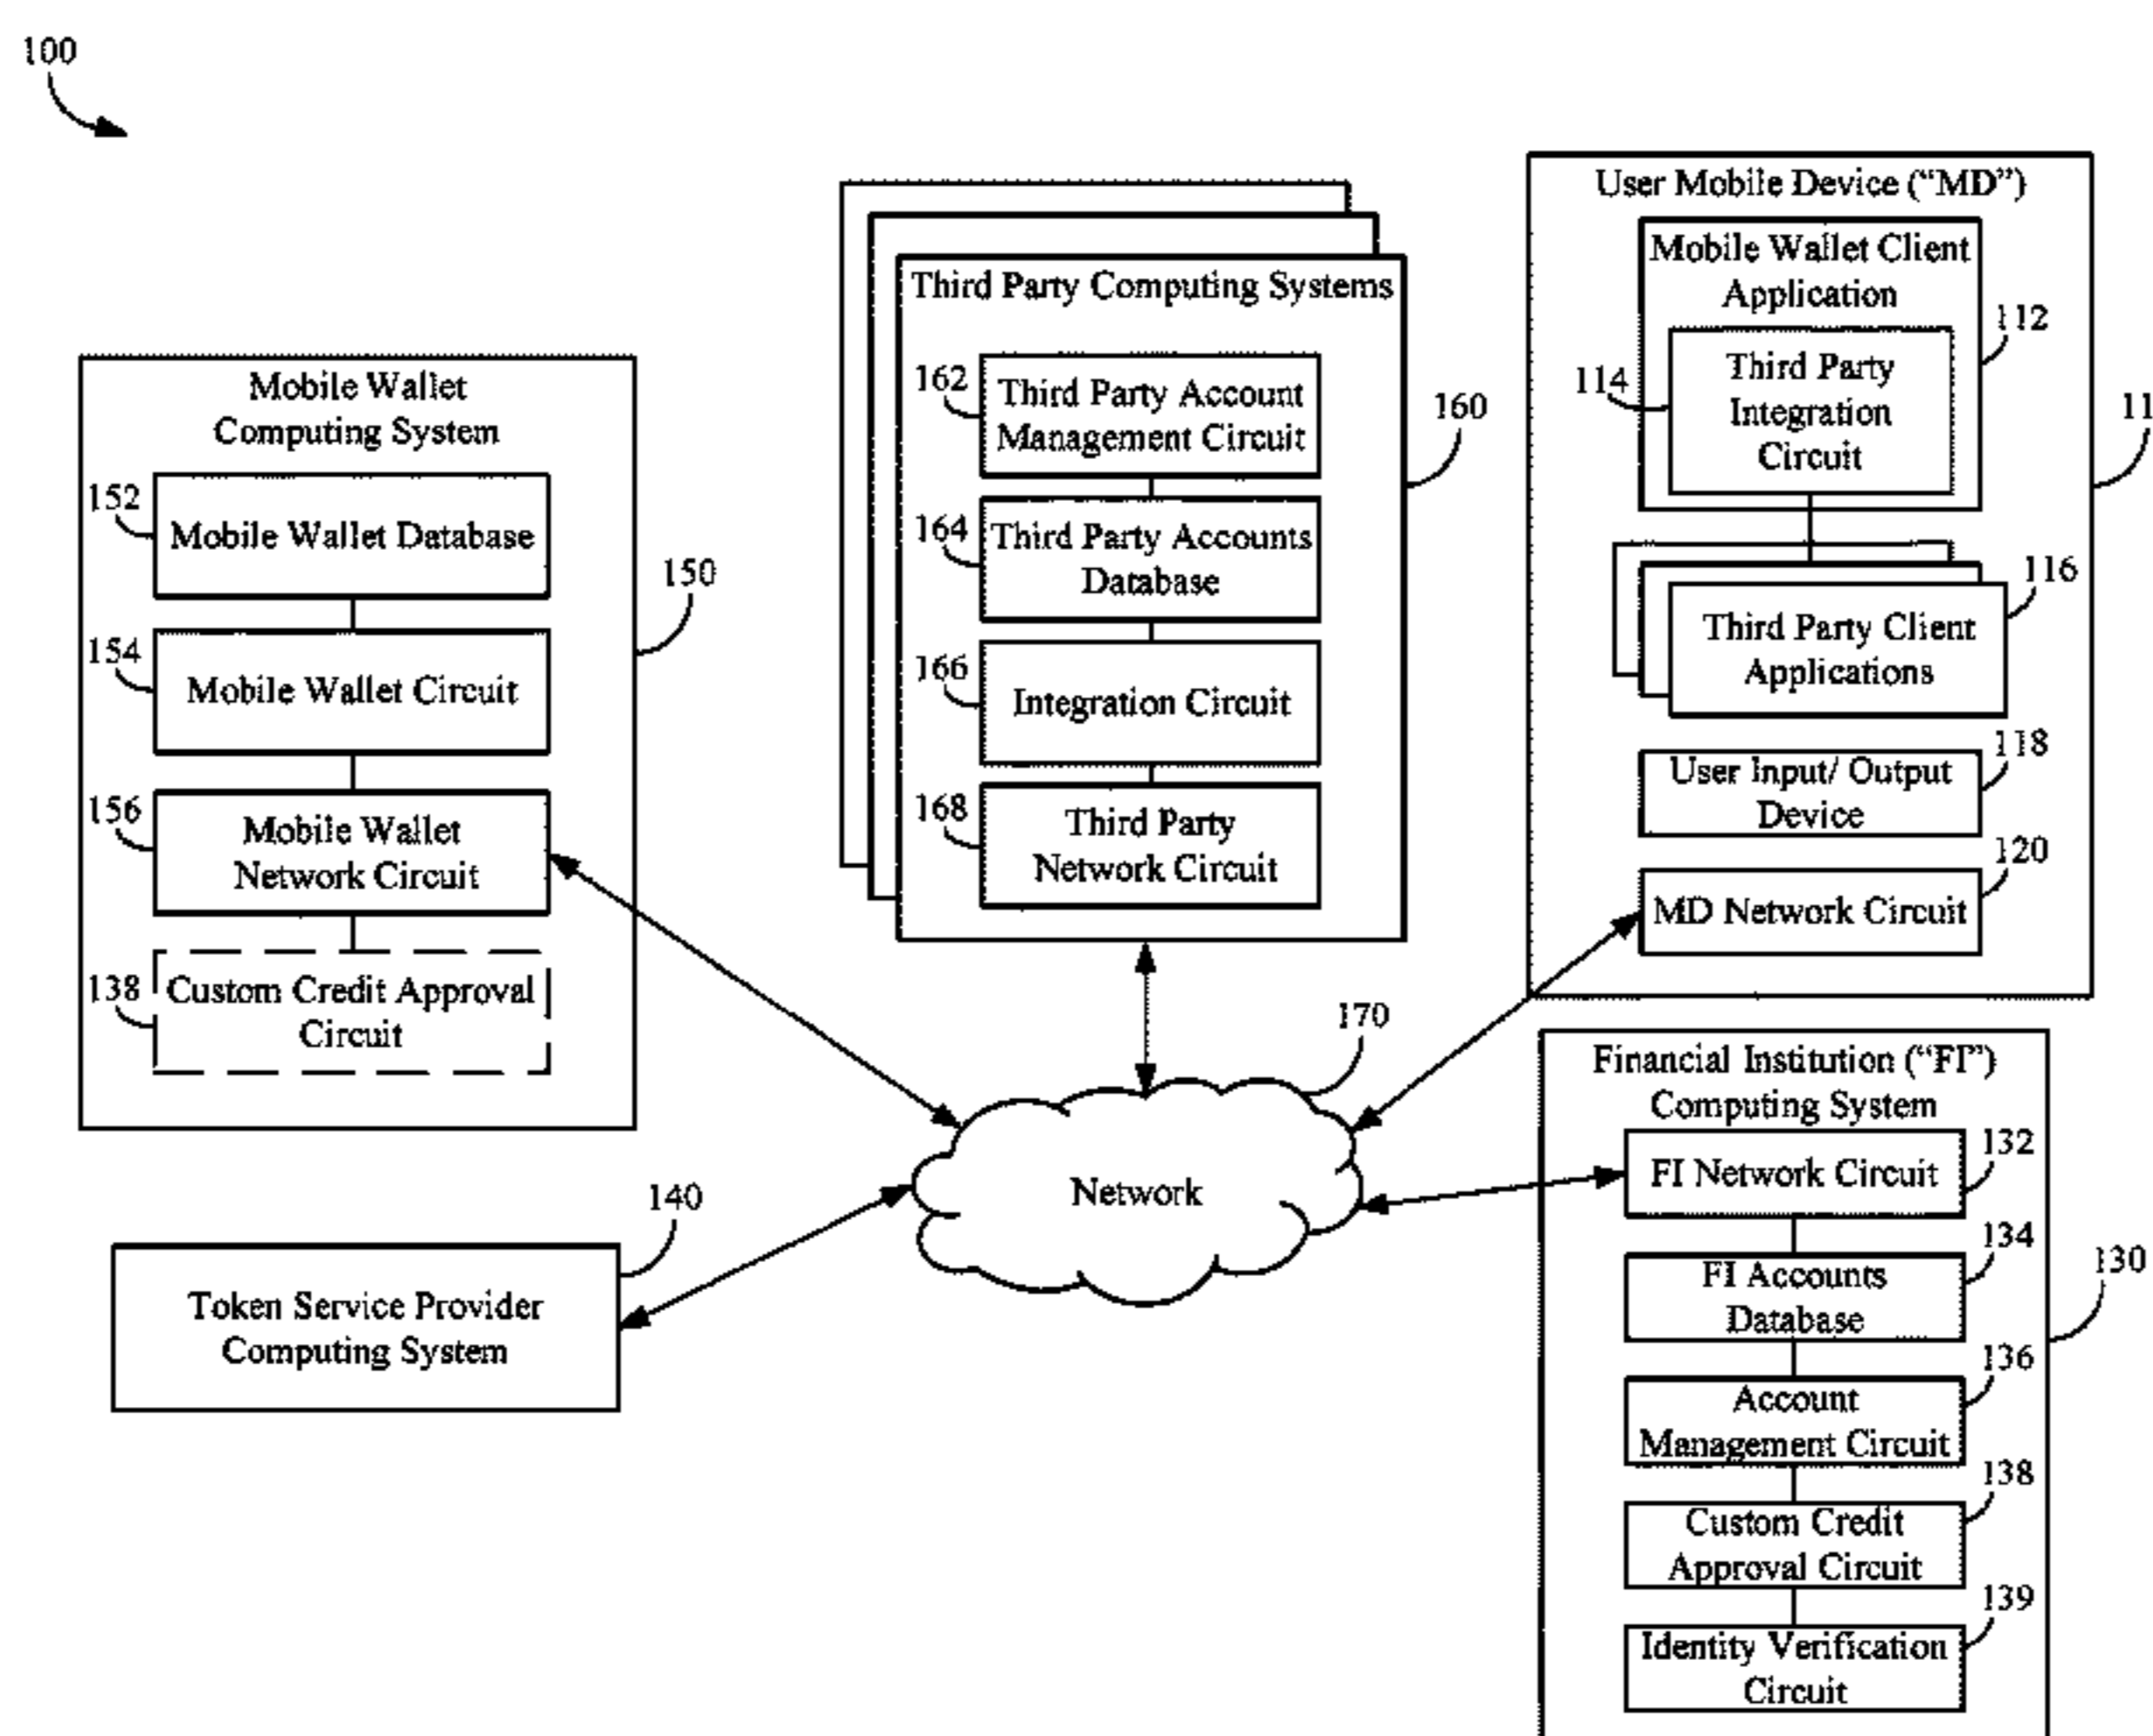 100
Mobile Wallet
Computing System
152
Mobile Wallet Database
154
Mobile Wallet Circuit
156
Mobile Wallet
Network Circuit
138
Custom Credit Approval
Circuit
150
Third Party Computing Systems
162
Third Party Account
Management Circuit
164
Third Party Accounts
Database
166
Integration Circuit
168
Third Party
Network Circuit
160
User Mobile Device ("MD")
Mobile Wallet Client
Application
112
114
Third Party
Integration
Circuit
11
116
Third Party Client
Applications
118
User Input/ Output
Device
120
MD Network Circuit
170
Network
140
Token Service Provider
Computing System
Financial Institution ("FI")
Computing System
132
FI Network Circuit
134
FI Accounts
Database
130
136
Account
Management Circuit
138
Custom Credit
Approval Circuit
139
Identity Verification
Circuit